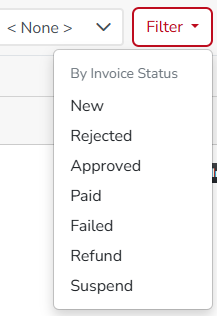 < None >
Filter
By Invoice Status
New
Rejected
Approved
Paid
Failed
Refund
Suspend